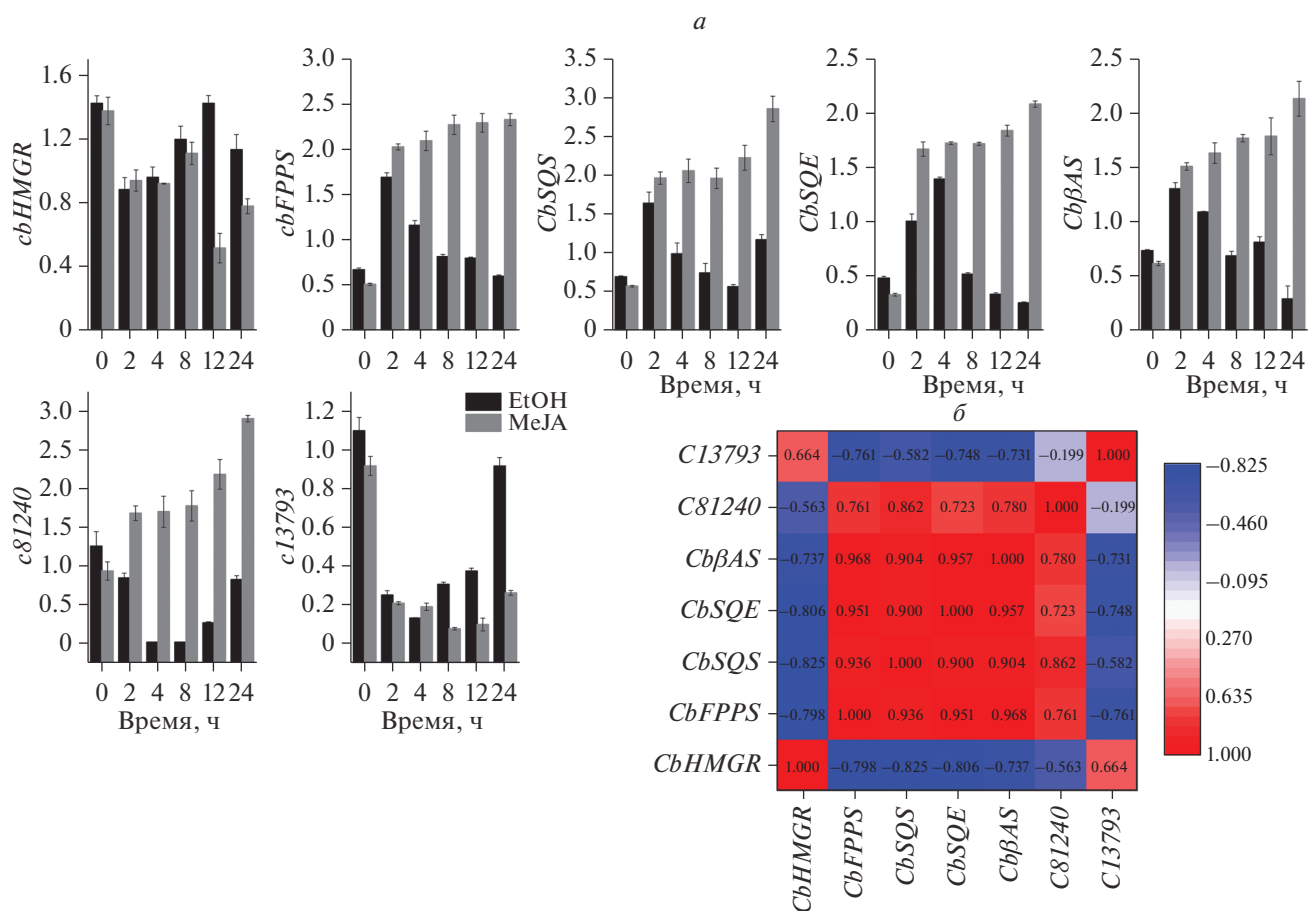 а
cbHMGR
1.6
1.2
0.8
0.4
0
0 2 4 8 12 24
cbFPPS
3.0
2.5
2.0
1.5
1.0
0.5
0
0 2 4 8 12 24
CbSQS
3.5
3.0
2.5
2.0
1.5
1.0
0.5
0
0 2 4 8 12 24
Время, ч
CbSQE
2.5
2.0
1.5
1.0
0.5
0
0 2 4 8 12 24
Время, ч
CbβAS
2.5
2.0
1.5
1.0
0.5
0
0 2 4 8 12 24
Время, ч
c81240
3.0
2.5
2.0
1.5
1.0
0.5
0
0 2 4 8 12 24
Время, ч
c13793
1.2
1.0
0.8
0.6
0.4
0.2
0
0 2 4 8 12 24
Время, ч
EtOH
MeJA
б
C13793 0.664 −0.761 −0.582 −0.748 −0.731 −0.199 1.000
C81240 −0.563 0.761 0.862 0.723 0.780 1.000 −0.199
CbβAS −0.737 0.968 0.904 0.957 1.000 0.780 −0.731
CbSQE −0.806 0.951 0.900 1.000 0.957 0.723 −0.748
CbSQS −0.825 0.936 1.000 0.900 0.904 0.862 −0.582
CbFPPS −0.798 1.000 0.936 0.951 0.968 0.761 −0.761
CbHMGR 1.000 −0.798 −0.825 −0.806 −0.737 −0.563 0.664
CbHMGR CbFPPS CbSQS CbSQE CbβAS C81240 C13793
−0.825
−0.460
−0.095
0.270
0.635
1.000